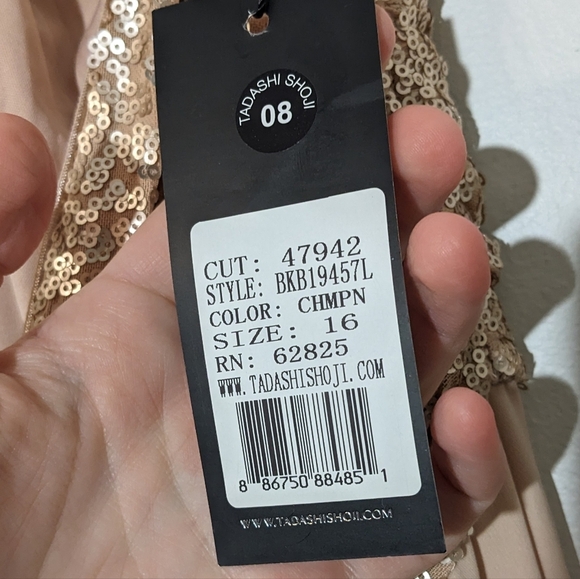 TADASHI SHOJI
08
CUT: 47942
STYLE: BKB19457L
COLOR: CHMPN
SIZE: 16
RN: 62825
WWW.TADASHISHOJI.COM
8 86750 88485 1
WWW.TADASHISHOJI.COM